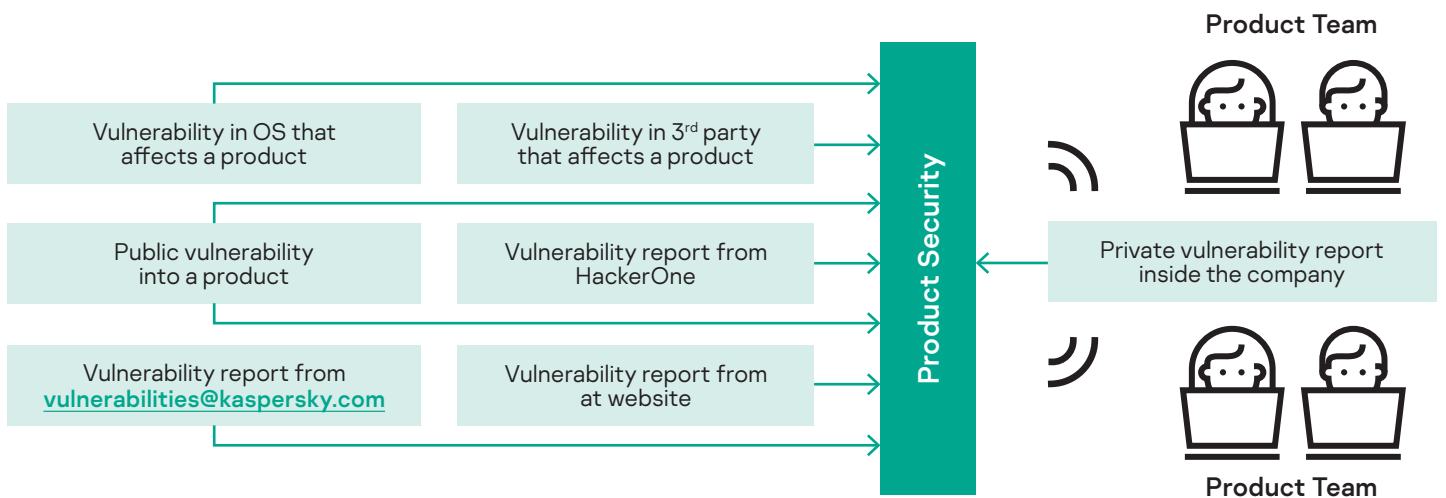 Product Team
Vulnerability in OS that
affects a product
Vulnerability in 3rd party
that affects a product
Public vulnerability
into a product
Vulnerability report from
HackerOne
Vulnerability report from
vulnerabilities@kaspersky.com
Vulnerability report from
at website
Product Security
Private vulnerability report
inside the company
Product Team